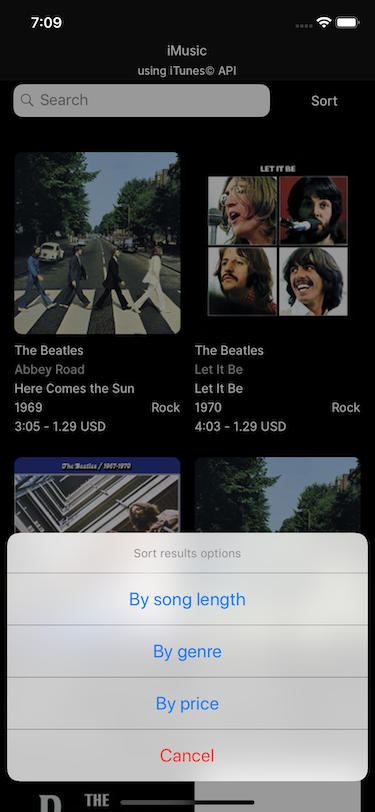 7:09
iMusic
using iTunes© API
Search
Sort
LET IT BE
The Beatles
Abbey Road
Here Comes the Sun
1969 Rock
3:05 - 1.29 USD
The Beatles
Let It Be
Let It Be
1970 Rock
4:03 - 1.29 USD
The Beatles / 1967-1970
Sort results options
By song length
By genre
By price
Cancel
THE